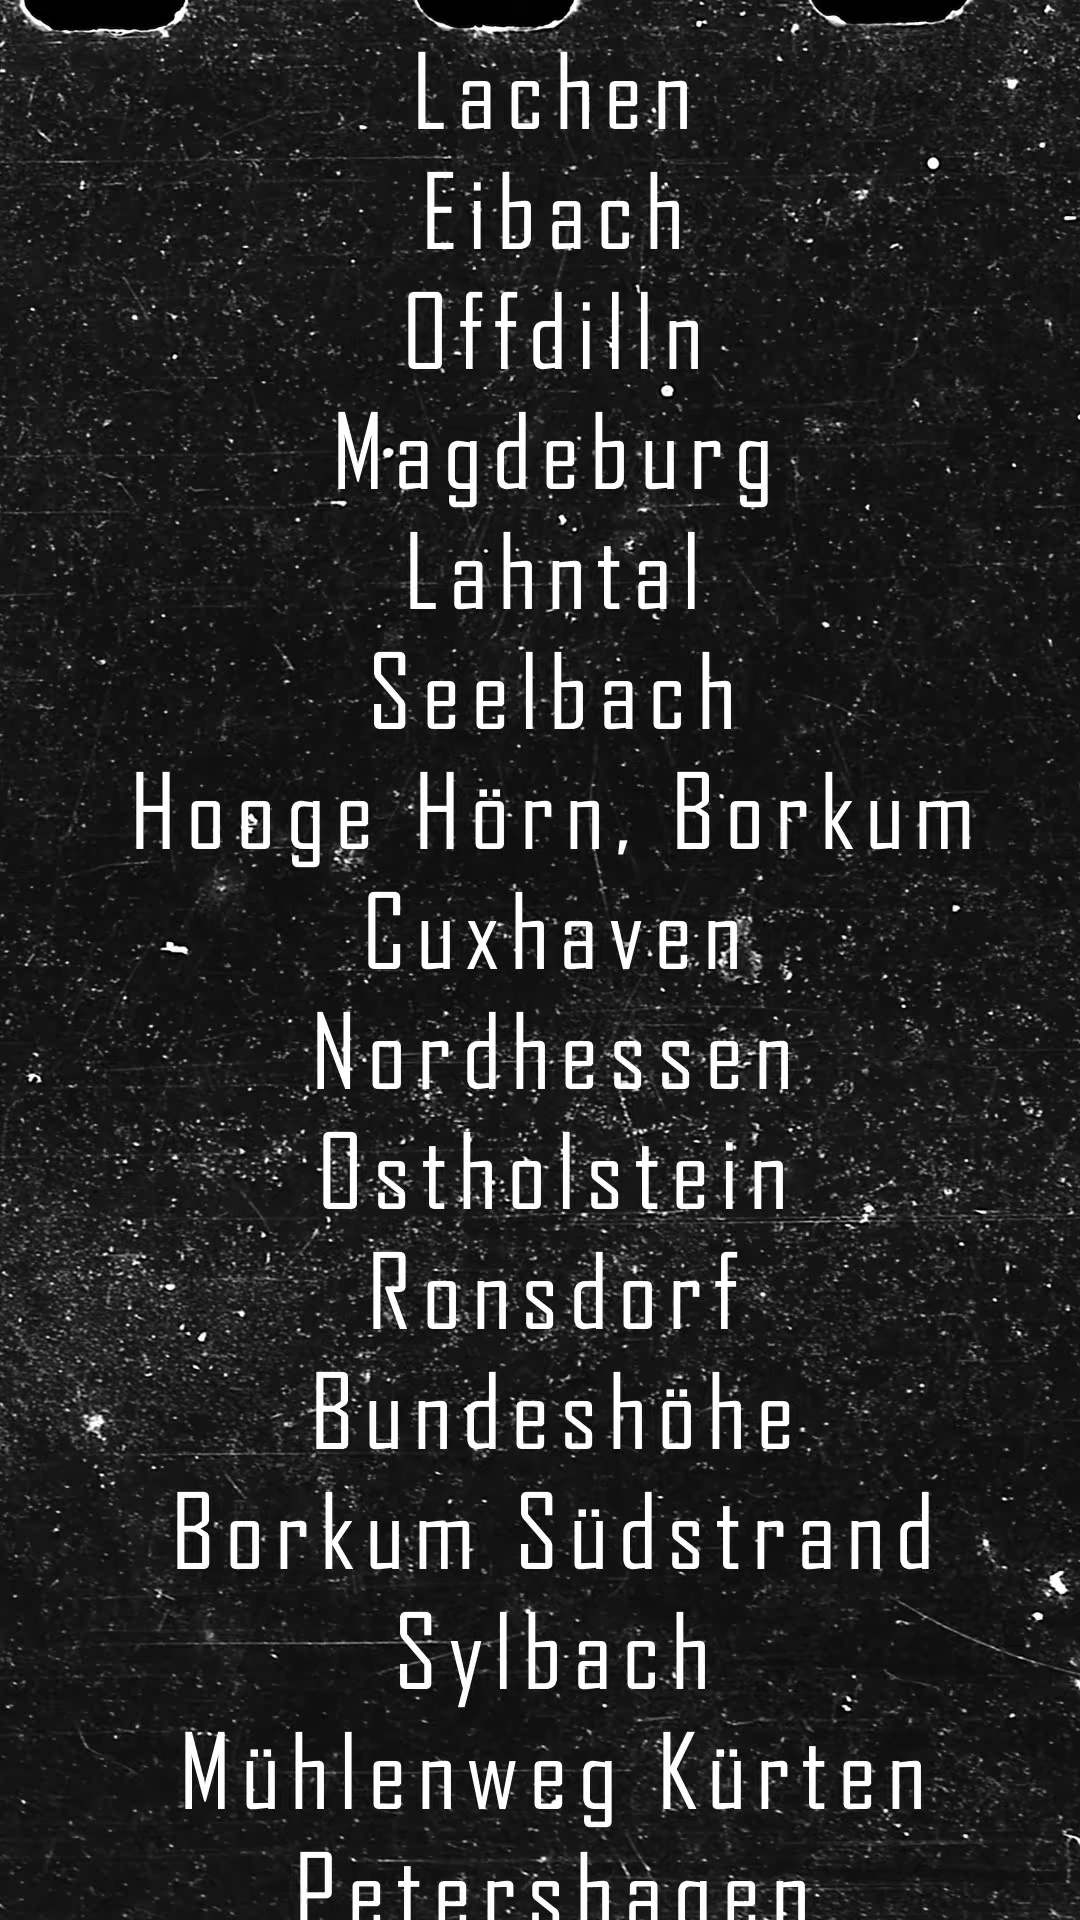 Lachen
Eibach
Offdilln
Magdeburg
Lahntal
Seelbach
Hooge Hörn, Borkum
Cuxhaven
Nordhessen
Ostholstein
Ronsdorf
Bundeshöhe
Borkum Südstrand
Sylbach
Mühlenweg Kürten
Petershagen